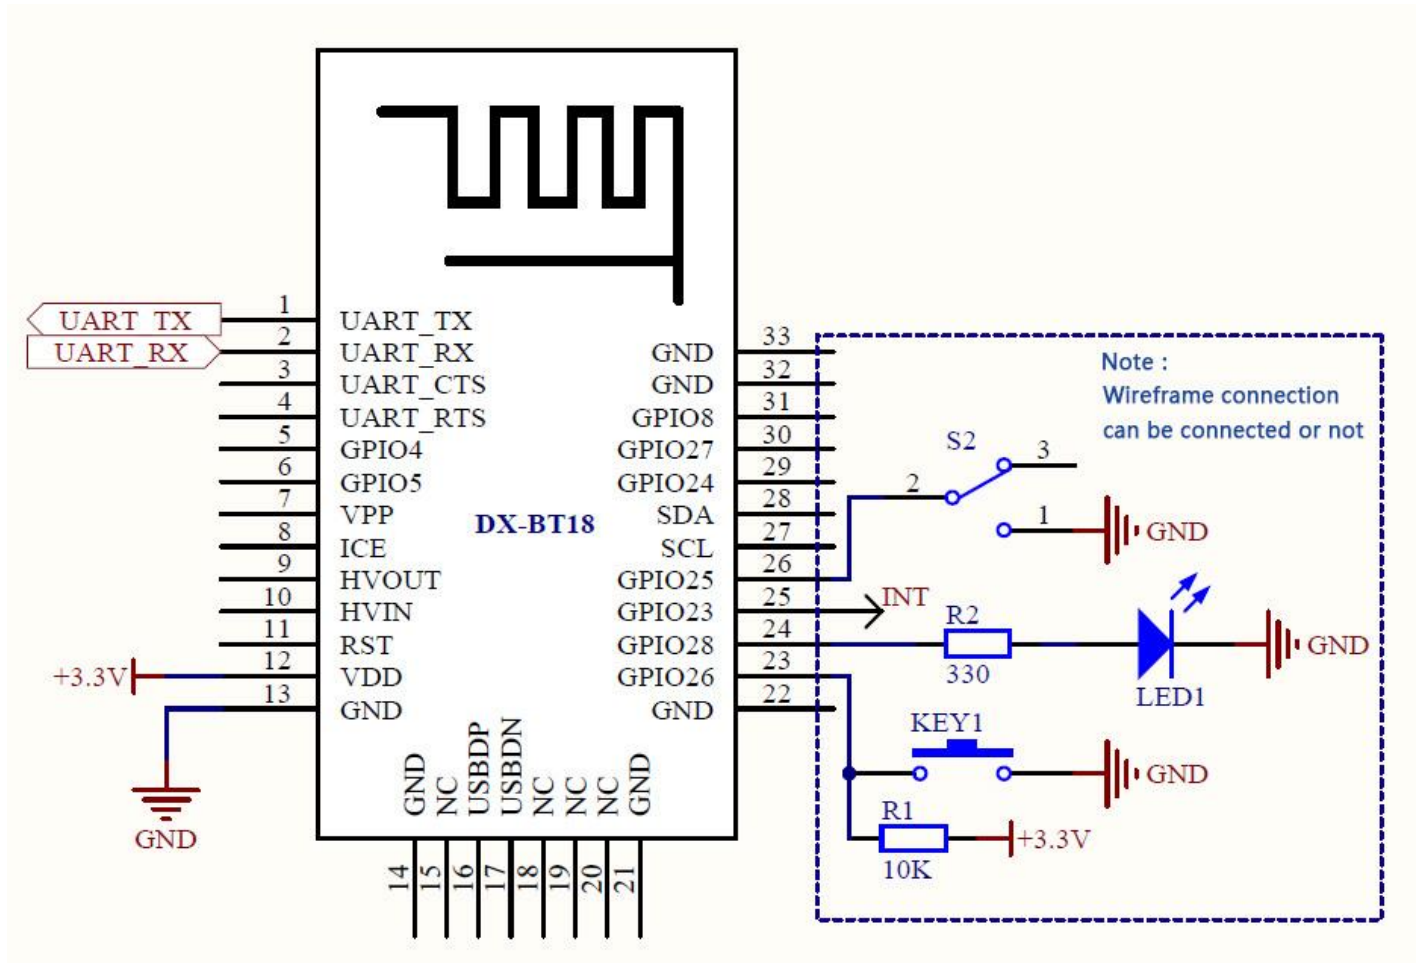 UART_TX
UART_RX
+3.3V
GND
1
2
3
4
5
6
7
8
9
10
11
12
13
UART_TX
UART_RX
UART_CTS
UART_RTS
GPIO4
GPIO5
VPP
ICE
HVOUT
HVIN
RST
VDD
GND
DX-BT18
GND
GND
GPIO8
GPIO27
GPIO24
SDA
SCL
GPIO25
GPIO23
GPIO28
GPIO26
GND
33
32
31
30
29
28
27
26
25
24
23
22
GND
NC
USBDP
USBDN
NC
NC
NC
GND
14
15
16
17
18
19
20
21
Note :
Wireframe connection
can be connected or not
S2
3
2
1
GND
INT
R2
330
LED1
GND
KEY1
GND
R1
10K
+3.3V